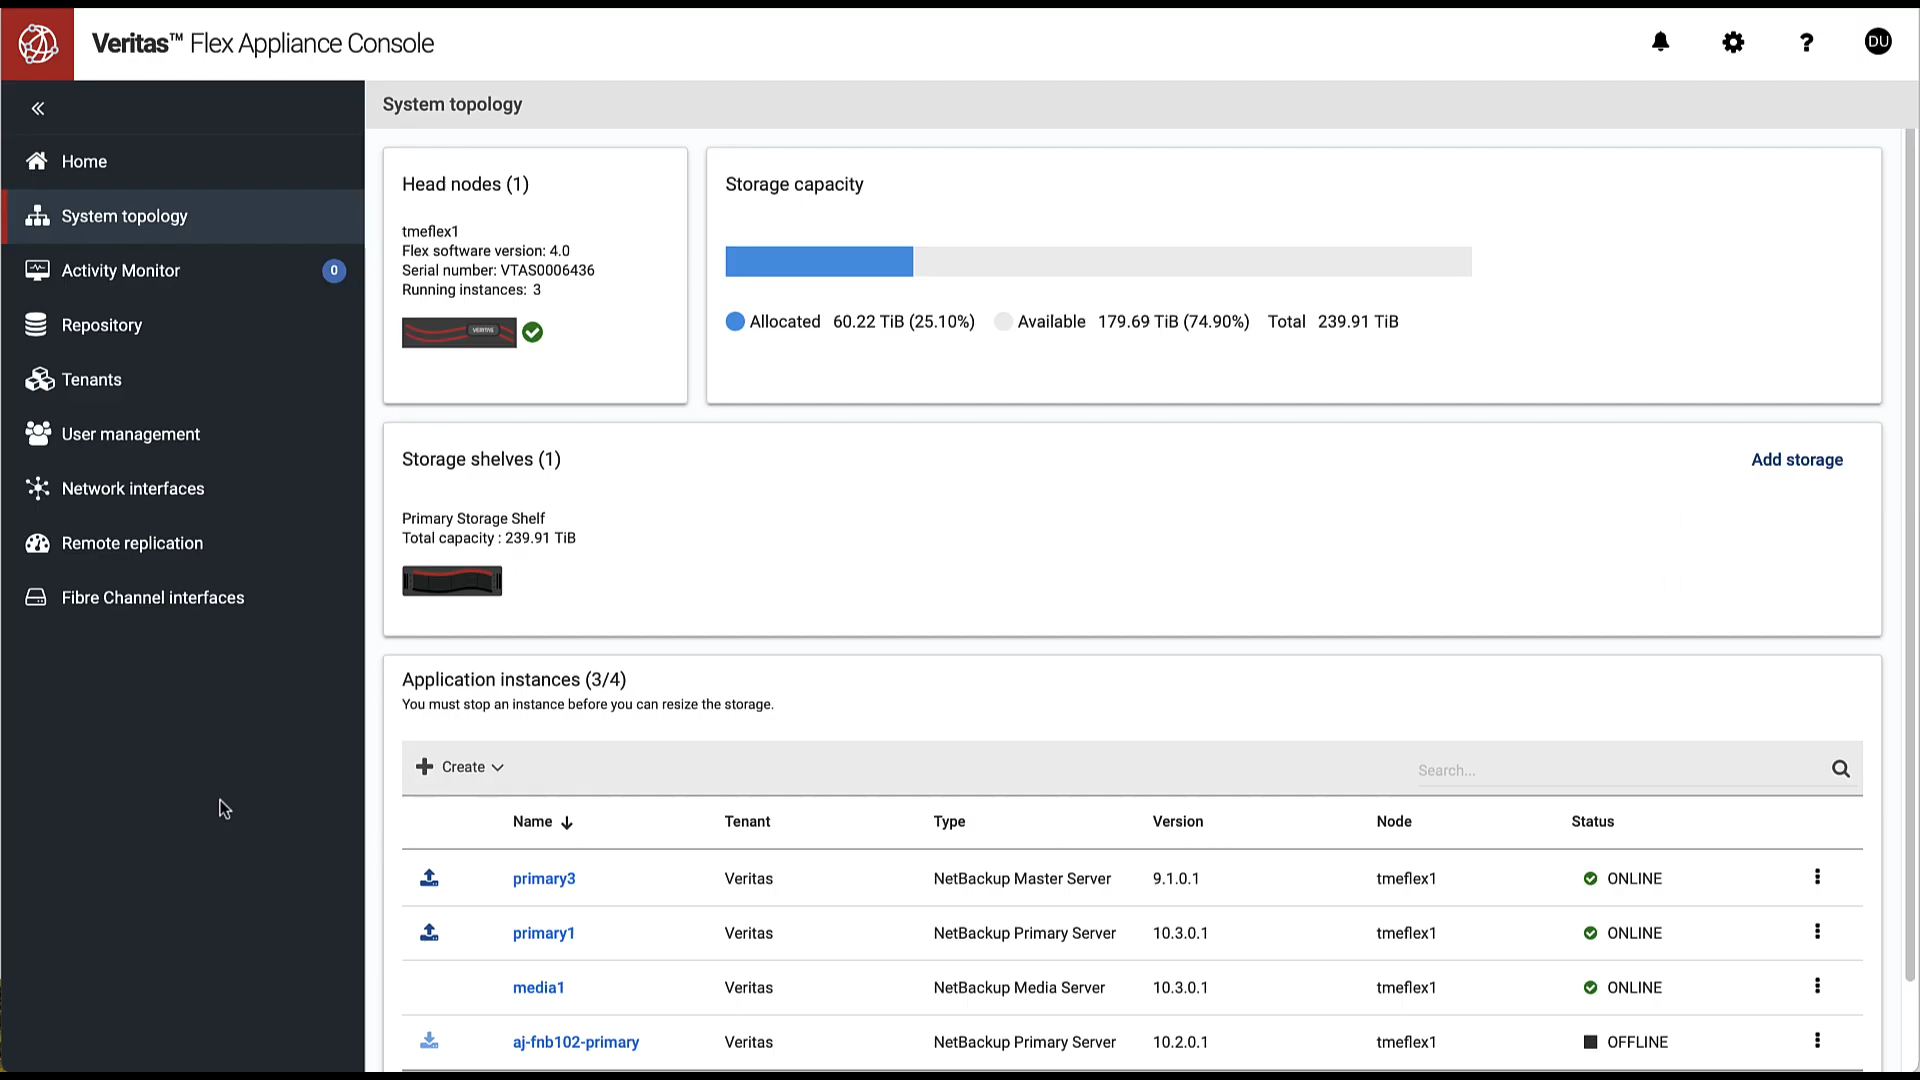 Veritas™ Flex Appliance Console
DU
System topology
Home
System topology
Activity Monitor 0
Repository
Tenants
User management
Network interfaces
Remote replication
Fibre Channel interfaces
Head nodes (1)
tmeflex1
Flex software version: 4.0
Serial number: VTAS0006436
Running instances: 3
VERITAS
Storage capacity
Allocated 60.22 TiB (25.10%) Available 179.69 TiB (74.90%) Total 239.91 TiB
Storage shelves (1)
Add storage
Primary Storage Shelf
Total capacity : 239.91 TiB
Application instances (3/4)
You must stop an instance before you can resize the storage.
Create
Search...
Name Tenant Type Version Node Status
primary3 Veritas NetBackup Master Server 9.1.0.1 tmeflex1 ONLINE
primary1 Veritas NetBackup Primary Server 10.3.0.1 tmeflex1 ONLINE
media1 Veritas NetBackup Media Server 10.3.0.1 tmeflex1 ONLINE
aj-fnb102-primary Veritas NetBackup Primary Server 10.2.0.1 tmeflex1 OFFLINE